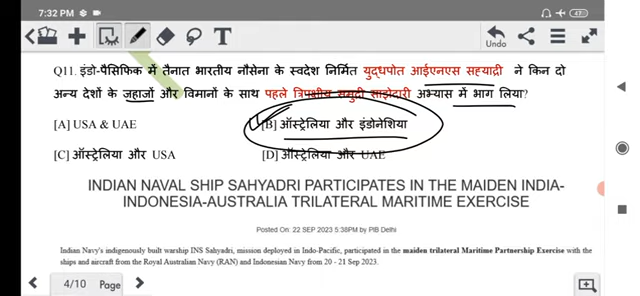 7:32 PM
47
Undo
Q11. इंडो-पैसिफिक में तैनात भारतीय नौसेना के स्वदेश निर्मित युद्धपोत आईएनएस सह्याद्री ने किन दो
अन्य देशों के जहाजों और विमानों के साथ पहले त्रिपक्षीय समुद्री साझेदारी अभ्यास में भाग लिया?
[A] USA & UAE
[B] ऑस्ट्रेलिया और इंडोनेशिया
[C] ऑस्ट्रेलिया और USA
[D] ऑस्ट्रेलिया और UAE
INDIAN NAVAL SHIP SAHYADRI PARTICIPATES IN THE MAIDEN INDIA-
INDONESIA-AUSTRALIA TRILATERAL MARITIME EXERCISE
Posted On: 22 SEP 2023 5:38PM by PIB Delhi
Indian Navy's indigenously built warship INS Sahyadri, mission deployed in Indo-Pacific, participated in the maiden trilateral Maritime Partnership Exercise with the
ships and aircraft from the Royal Australian Navy (RAN) and Indonesian Navy from 20 - 21 Sep 2023.
4/10 Page